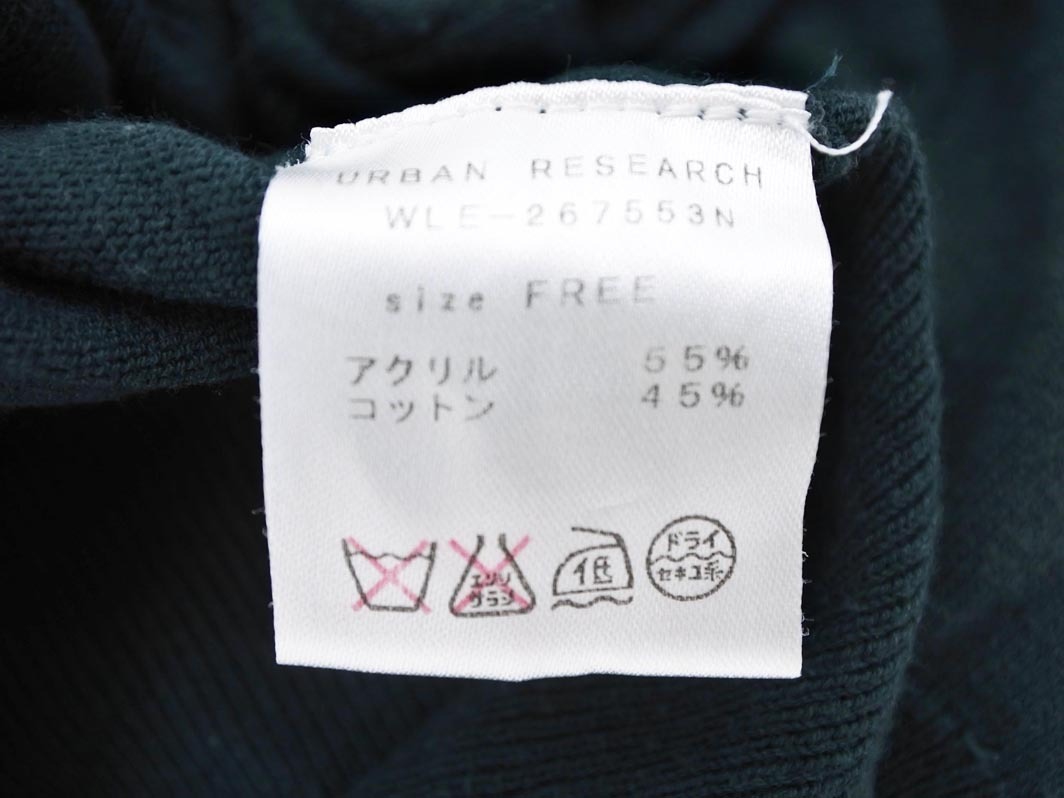 URBAN RESEARCH
WLE-267553N
size FREE
アクリル 55%
コットン 45%
エンソ
サラシ
低
ドライ
セキユ系